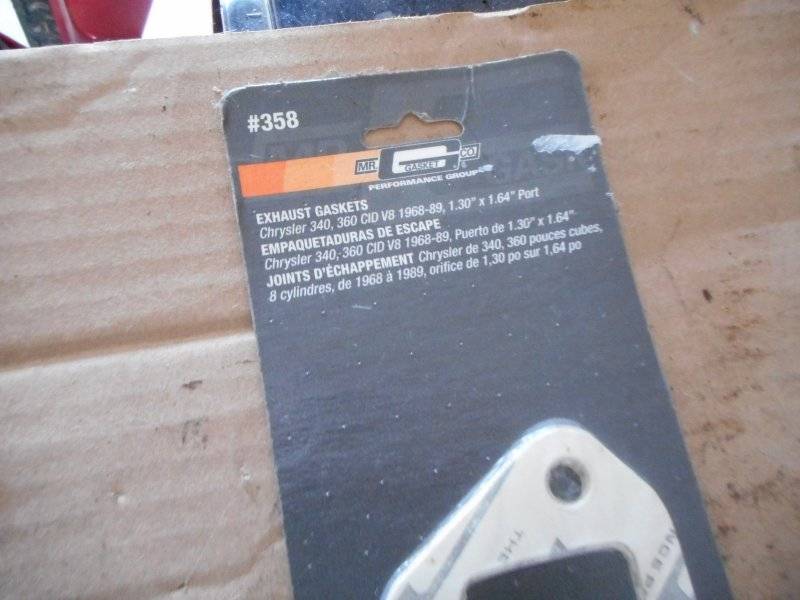 #358
MR. GASKET CO.
PERFORMANCE GROUP
EXHAUST GASKETS
Chrysler 340, 360 CID V8 1968-89, 1.30" x 1.64" Port
EMPAQUETADURAS DE ESCAPE
Chrysler 340, 360 CID V8 1968-89, Puerto de 1.30" x 1.64"
JOINTS D'ÉCHAPPEMENT Chrysler de 340, 360 pouces cubes,
8 cylindres, de 1968 à 1989, orifice de 1,30 po sur 1,64 po
THE